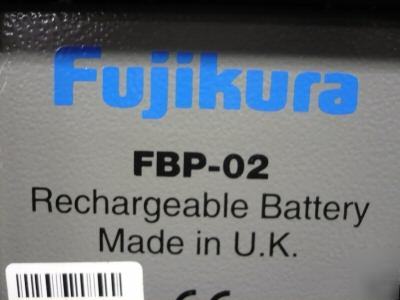 Fujikura
FBP-02
Rechargeable Battery
Made in U.K.